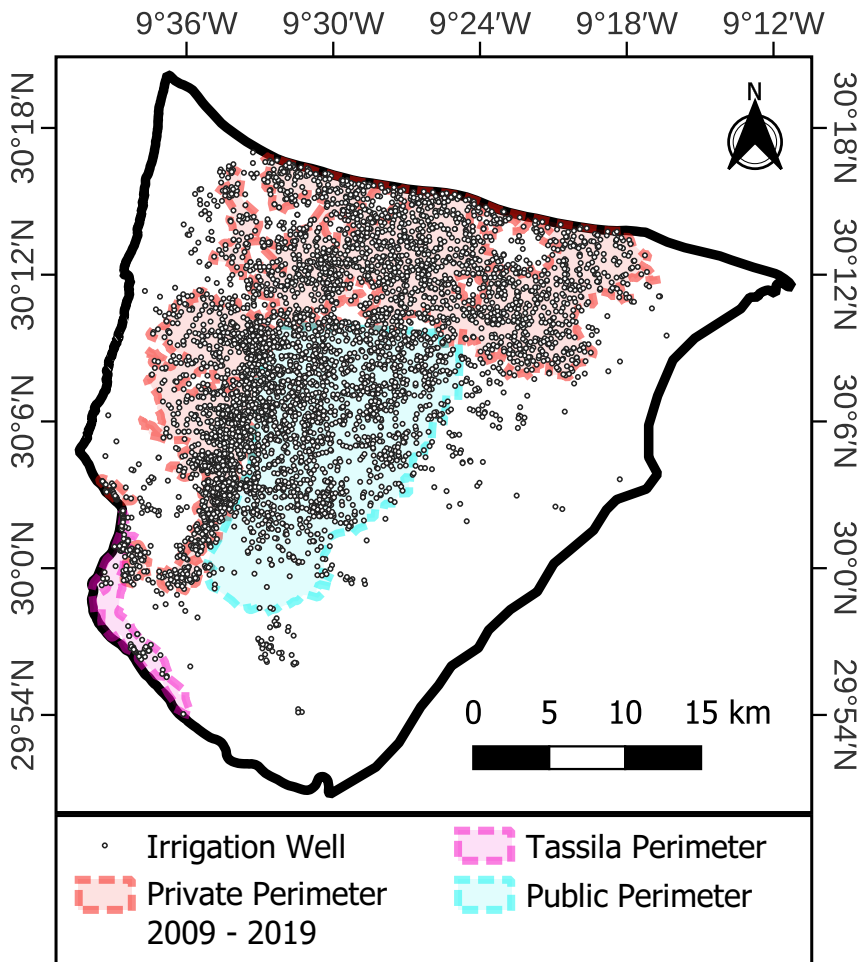 9°36′W 9°30′W 9°24′W 9°18′W 9°12′W
N
30°18′N 30°18′N
30°12′N 30°12′N
30°6′N 30°6′N
30°0′N 30°0′N
29°54′N 29°54′N
0 5 10 15 km
Irrigation Well
Private Perimeter
2009 - 2019
Tassila Perimeter
Public Perimeter